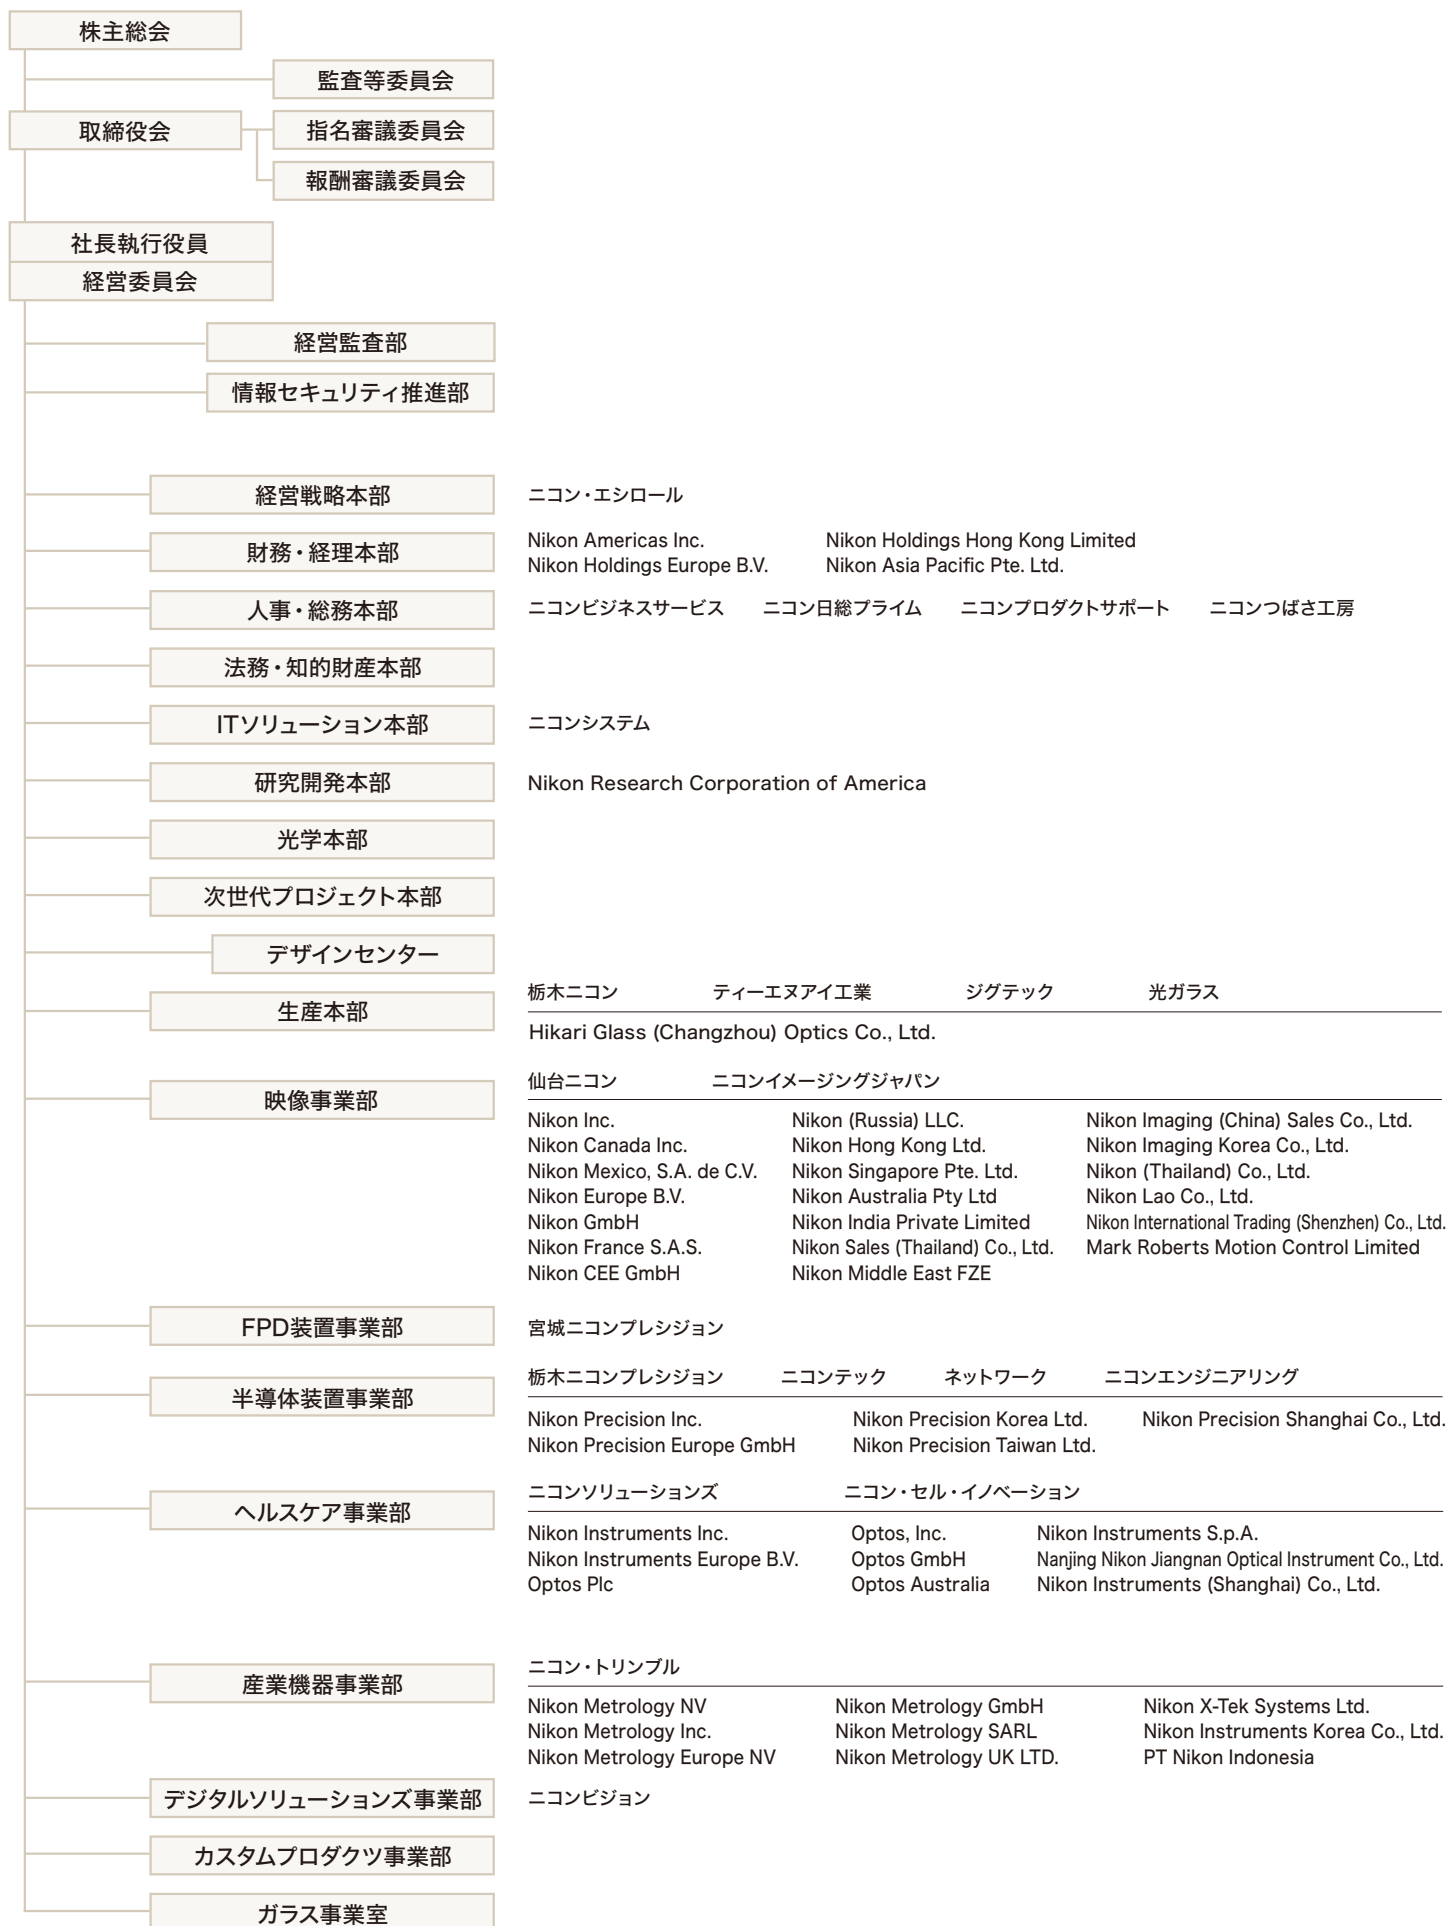 株主総会
監査等委員会
取締役会
指名審議委員会
報酬審議委員会
社長執行役員
経営委員会
経営監査部
情報セキュリティ推進部
経営戦略本部 ニコン・エシロール
財務・経理本部
Nikon Americas Inc. Nikon Holdings Hong Kong Limited
Nikon Holdings Europe B.V. Nikon Asia Pacific Pte. Ltd.
人事・総務本部 ニコンビジネスサービス ニコン日総プライム ニコンプロダクトサポート ニコンつばさ工房
法務・知的財産本部
ITソリューション本部 ニコンシステム
研究開発本部 Nikon Research Corporation of America
光学本部
次世代プロジェクト本部
デザインセンター
生産本部
栃木ニコン ティーエヌアイ工業 ジグテック 光ガラス
Hikari Glass (Changzhou) Optics Co., Ltd.
映像事業部
仙台ニコン ニコンイメージングジャパン
Nikon Inc. Nikon (Russia) LLC. Nikon Imaging (China) Sales Co., Ltd.
Nikon Canada Inc. Nikon Hong Kong Ltd. Nikon Imaging Korea Co., Ltd.
Nikon Mexico, S.A. de C.V. Nikon Singapore Pte. Ltd. Nikon (Thailand) Co., Ltd.
Nikon Europe B.V. Nikon Australia Pty Ltd Nikon Lao Co., Ltd.
Nikon GmbH Nikon India Private Limited Nikon International Trading (Shenzhen) Co., Ltd.
Nikon France S.A.S. Nikon Sales (Thailand) Co., Ltd. Mark Roberts Motion Control Limited
Nikon CEE GmbH Nikon Middle East FZE
FPD装置事業部 宮城ニコンプレシジョン
半導体装置事業部
栃木ニコンプレシジョン ニコンテック ネットワーク ニコンエンジニアリング
Nikon Precision Inc. Nikon Precision Korea Ltd. Nikon Precision Shanghai Co., Ltd.
Nikon Precision Europe GmbH Nikon Precision Taiwan Ltd.
ヘルスケア事業部
ニコンソリューションズ ニコン・セル・イノベーション
Nikon Instruments Inc. Optos, Inc. Nikon Instruments S.p.A.
Nikon Instruments Europe B.V. Optos GmbH Nanjing Nikon Jiangnan Optical Instrument Co., Ltd.
Optos Plc Optos Australia Nikon Instruments (Shanghai) Co., Ltd.
産業機器事業部
ニコン・トリンブル
Nikon Metrology NV Nikon Metrology GmbH Nikon X-Tek Systems Ltd.
Nikon Metrology Inc. Nikon Metrology SARL Nikon Instruments Korea Co., Ltd.
Nikon Metrology Europe NV Nikon Metrology UK LTD. PT Nikon Indonesia
デジタルソリューションズ事業部 ニコンビジョン
カスタムプロダクツ事業部
ガラス事業室